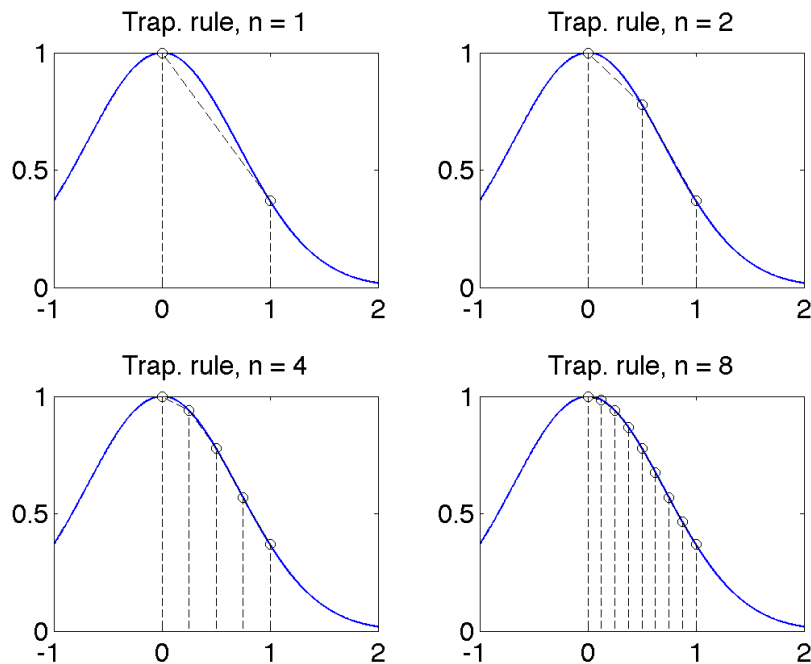 Trap. rule, n = 1
1
0.5
0
-1 0 1 2
Trap. rule, n = 2
1
0.5
0
-1 0 1 2
Trap. rule, n = 4
1
0.5
0
-1 0 1 2
Trap. rule, n = 8
1
0.5
0
-1 0 1 2